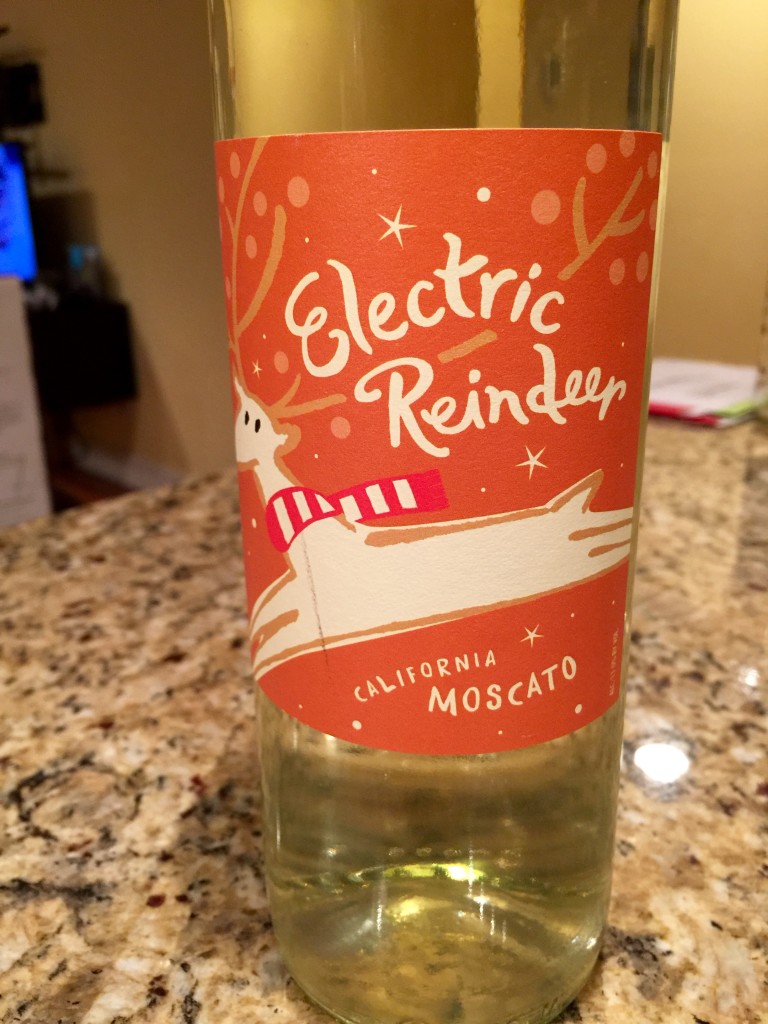 Electric
Reindeer
CALIFORNIA
MOSCATO